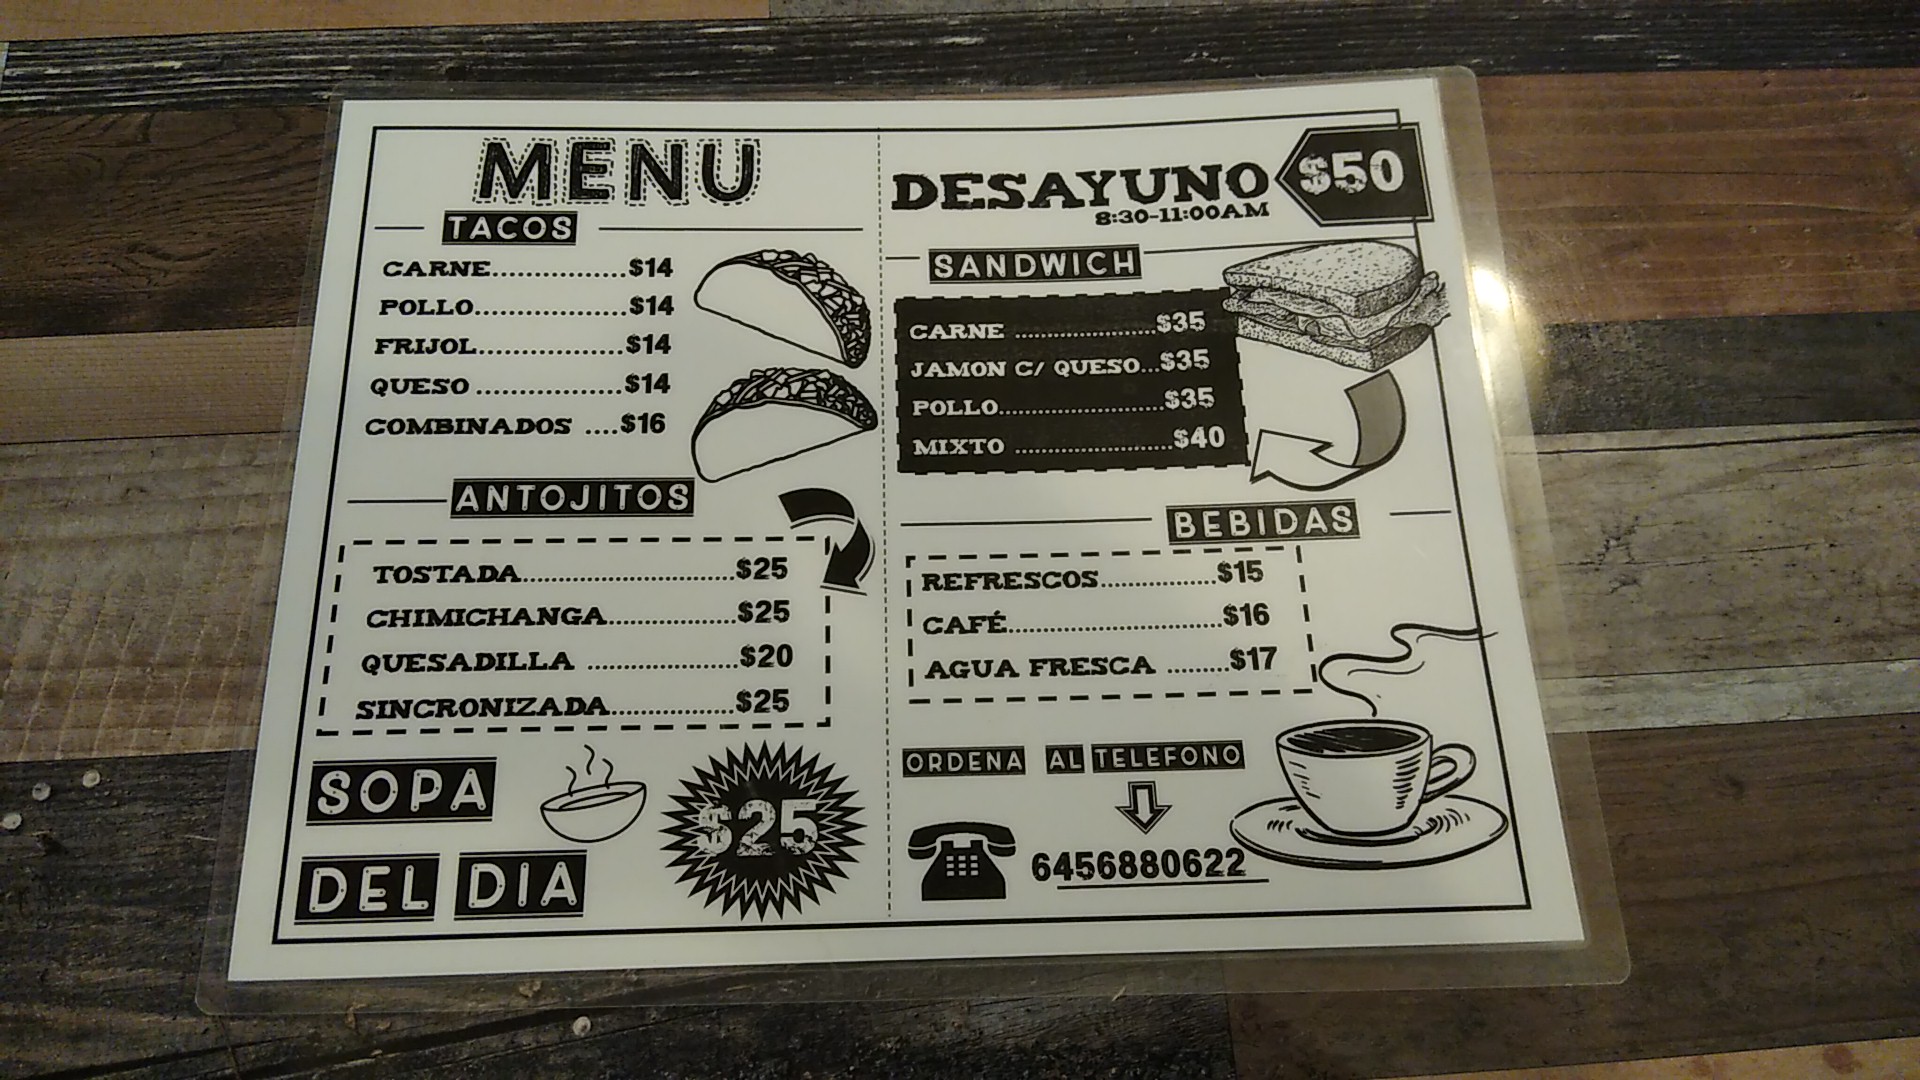 MENU
TACOS
CARNE................$14
POLLO..................$14
FRIJOL.................$14
QUESO .................$14
COMBINADOS ....$16
ANTOJITOS
TOSTADA.........................$25
CHIMICHANGA...............$25
QUESADILLA ..................$20
SINCRONIZADA...............$25
SOPA
DEL DIA
$25
DESAYUNO
8:30-11:00AM
$50
SANDWICH
CARNE .......................$35
JAMON C/ QUESO...$35
POLLO...........................$35
MIXTO ..........................$40
BEBIDAS
REFRESCOS.................$15
CAFÉ...............................$16
AGUA FRESCA .........$17
ORDENA AL TELEFONO
6456880622